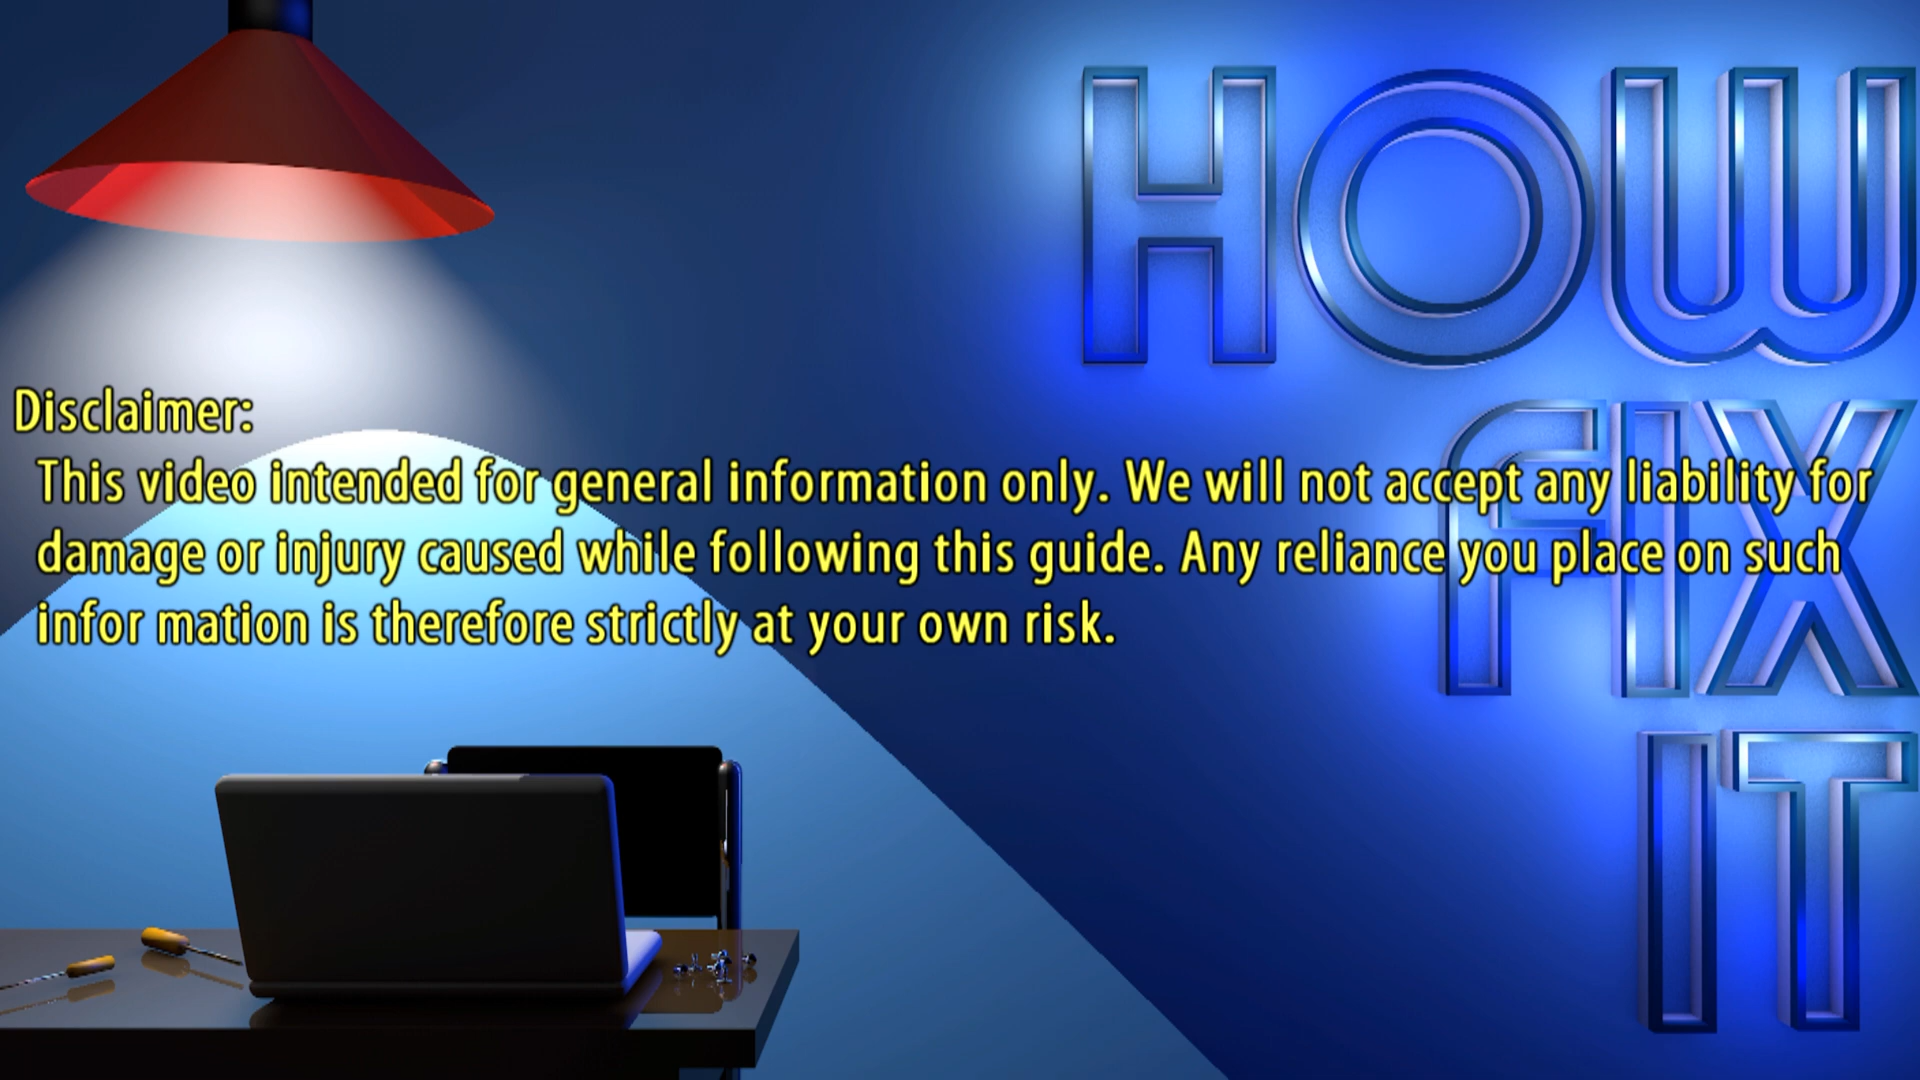 HOW
FIX
IT
Disclaimer:
This video intended for general information only. We will not accept any liability for
damage or injury caused while following this guide. Any reliance you place on such
infor mation is therefore strictly at your own risk.